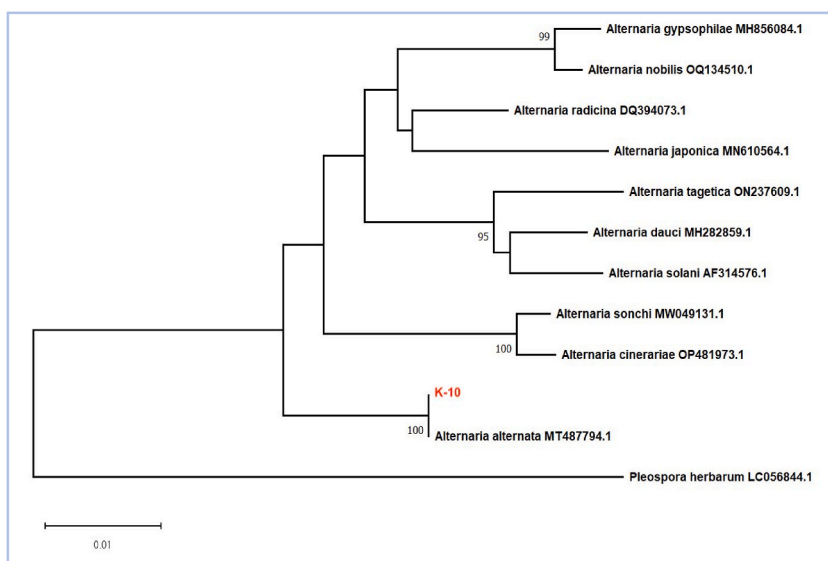 99
Alternaria gypsophilae MH856084.1
Alternaria nobilis OQ134510.1
Alternaria radicina DQ394073.1
Alternaria japonica MN610564.1
Alternaria tagetica ON237609.1
95
Alternaria dauci MH282859.1
Alternaria solani AF314576.1
Alternaria sonchi MW049131.1
100
Alternaria cinerariae OP481973.1
K-10
100
Alternaria alternata MT487794.1
Pleospora herbarum LC056844.1
0.01